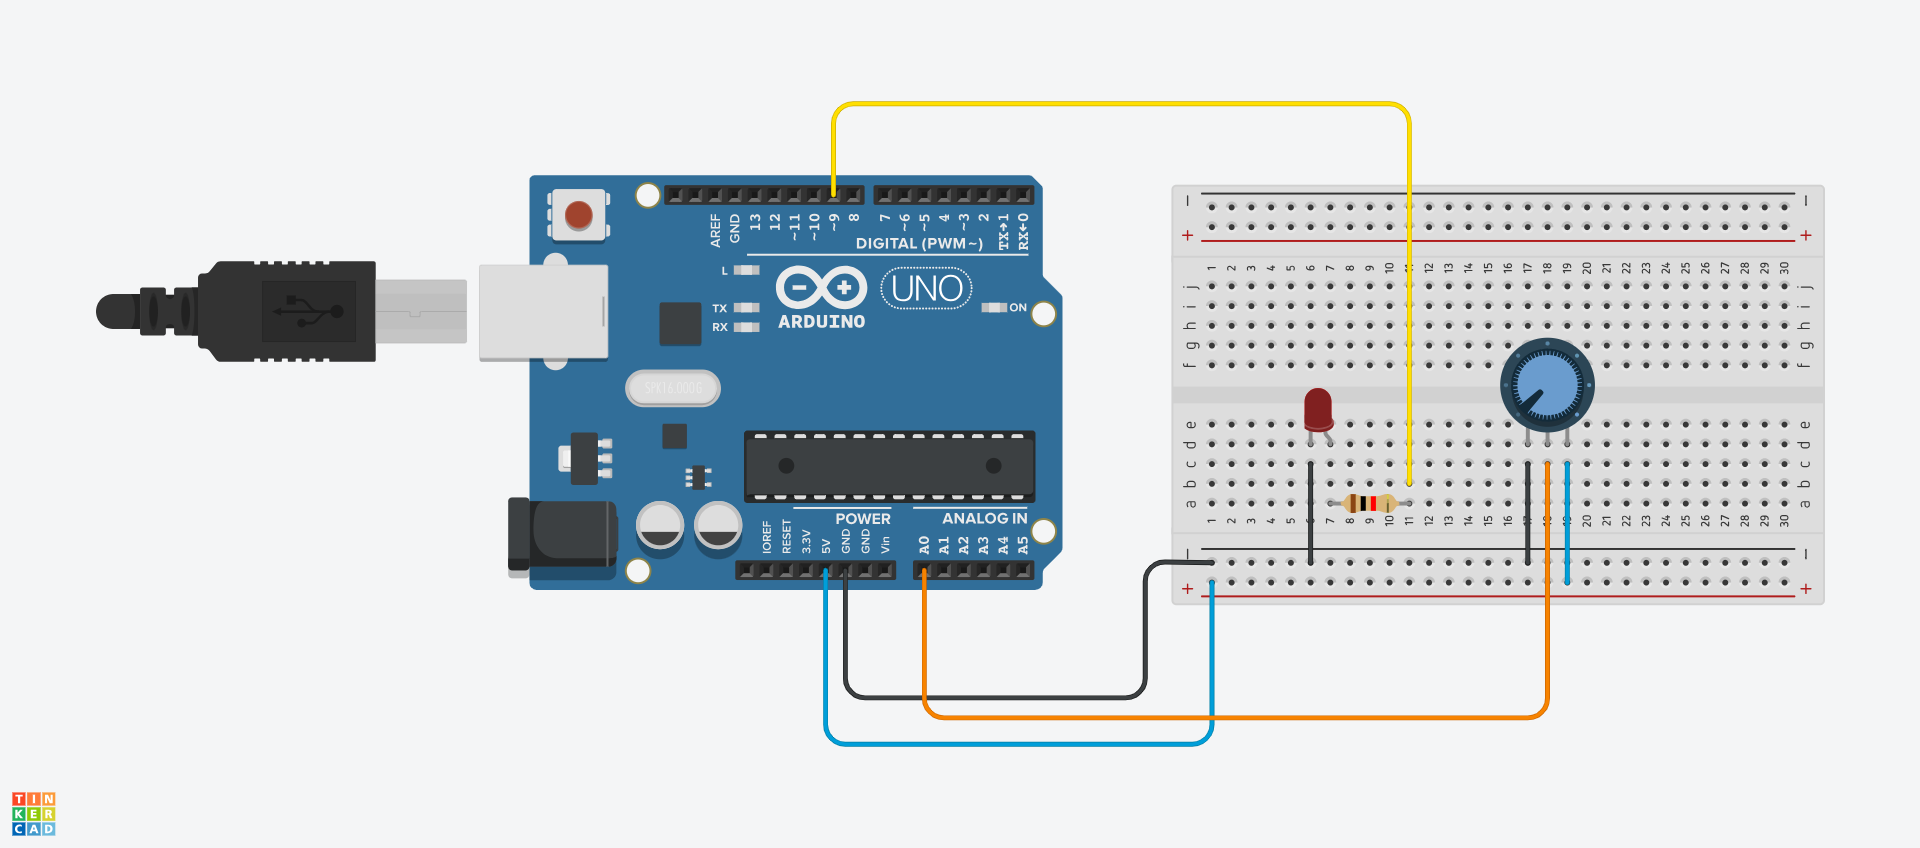 AREF
GND
13
12
~11
~10
~9
8
7
~6
~5
4
~3
2
TX→1
RX←0
DIGITAL (PWM~)
L
TX
RX
ARDUINO
UNO
ON
SPK16.000G
IOREF
RESET
3.3V
5V
GND
GND
Vin
POWER
ANALOG IN
A0
A1
A2
A3
A4
A5
− −
+ +
1 2 3 4 5 6 7 8 9 10 11 12 13 14 15 16 17 18 19 20 21 22 23 24 25 26 27 28 29 30
j j
i i
h h
g g
f f
e e
d d
c c
b b
a a
1 2 3 4 5 6 7 8 9 10 11 12 13 14 15 16 17 18 19 20 21 22 23 24 25 26 27 28 29 30
− −
+ +
TIN
KER
CAD